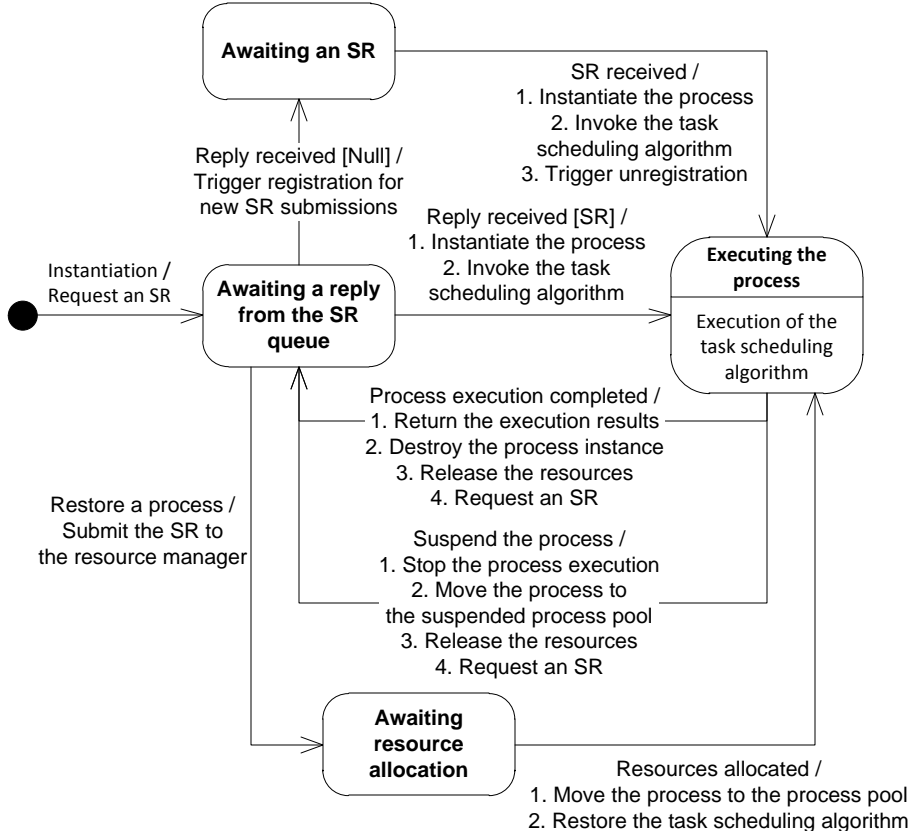 Awaiting an SR
SR received /
1. Instantiate the process
2. Invoke the task
scheduling algorithm
3. Trigger unregistration
Reply received [Null] /
Trigger registration for
new SR submissions
Reply received [SR] /
1. Instantiate the process
2. Invoke the task
scheduling algorithm
Instantiation /
Request an SR
Awaiting a reply
from the SR
queue
Executing the
process
Execution of the
task scheduling
algorithm
Process execution completed /
1. Return the execution results
2. Destroy the process instance
3. Release the resources
4. Request an SR
Restore a process /
Submit the SR to
the resource manager
Suspend the process /
1. Stop the process execution
2. Move the process to
the suspended process pool
3. Release the resources
4. Request an SR
Awaiting
resource
allocation
Resources allocated /
1. Move the process to the process pool
2. Restore the task scheduling algorithm